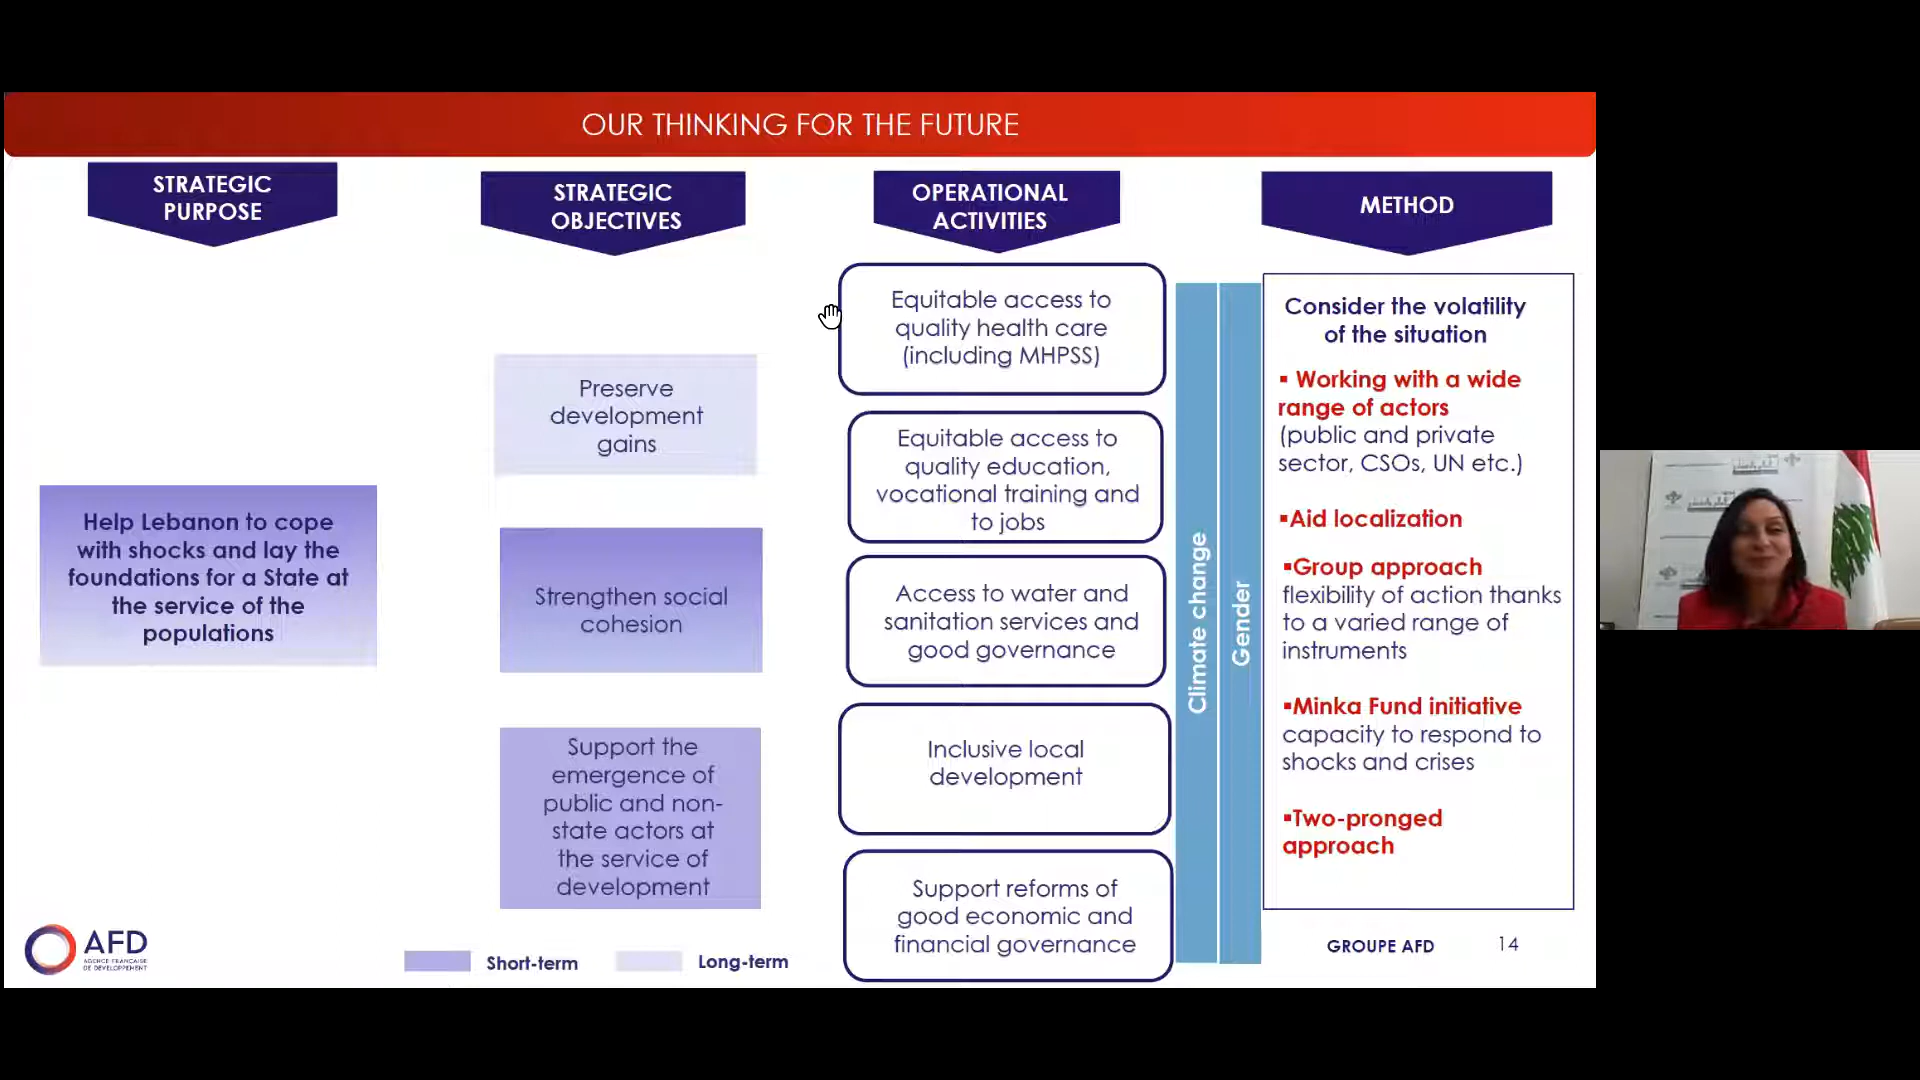 OUR THINKING FOR THE FUTURE
STRATEGIC
PURPOSE
Help Lebanon to cope
with shocks and lay the
foundations for a State at
the service of the
populations
STRATEGIC
OBJECTIVES
Preserve
development
gains
Strengthen social
cohesion
Support the
emergence of
public and non-
state actors at
the service of
development
OPERATIONAL
ACTIVITIES
Equitable access to
quality health care
(including MHPSS)
Equitable access to
quality education,
vocational training and
to jobs
Access to water and
sanitation services and
good governance
Inclusive local
development
Support reforms of
good economic and
financial governance
Climate change
Gender
METHOD
Consider the volatility
of the situation
▪ Working with a wide
range of actors
(public and private
sector, CSOs, UN etc.)
▪Aid localization
▪Group approach
flexibility of action thanks
to a varied range of
instruments
▪Minka Fund initiative
capacity to respond to
shocks and crises
▪Two-pronged
approach
AFD
AGENCE FRANÇAISE
DE DÉVELOPPEMENT
Short-term
Long-term
GROUPE AFD
14